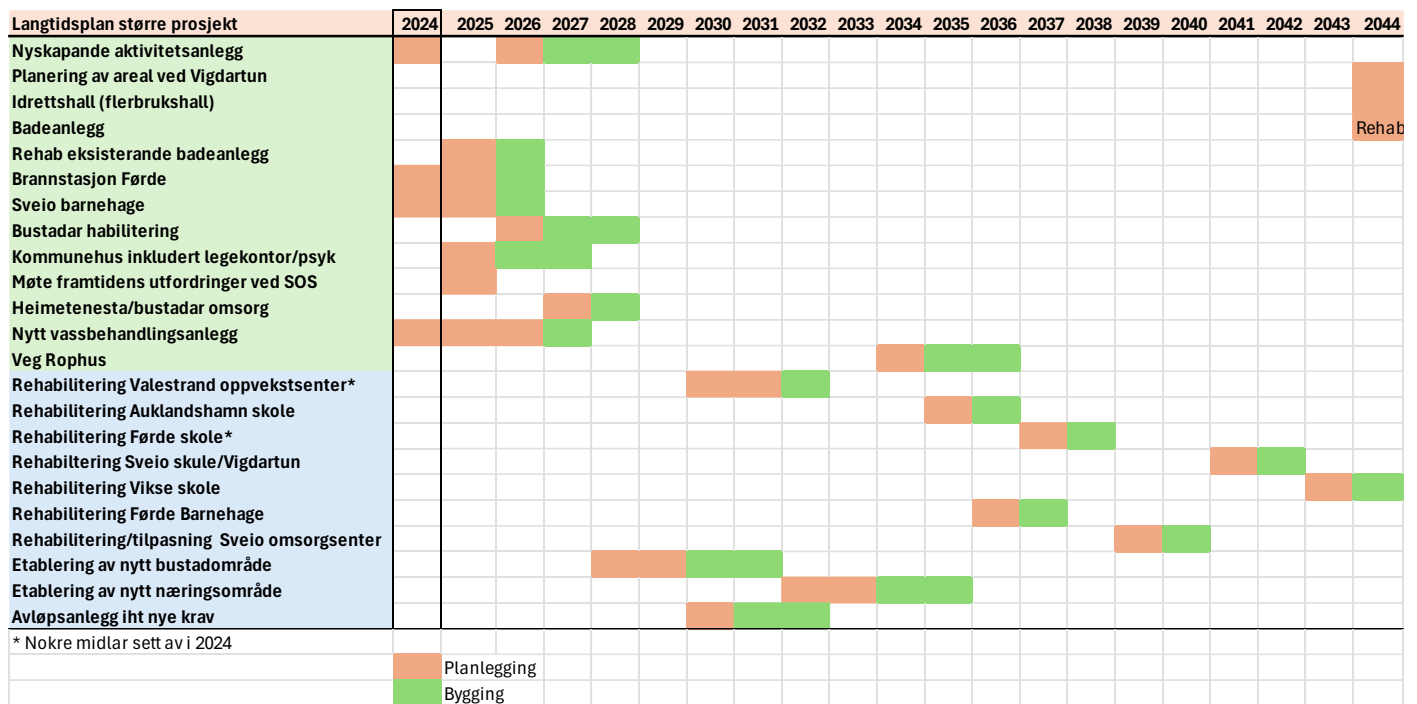 Langtidsplan større prosjekt 2024 2025 2026 2027 2028 2029 2030 2031 2032 2033 2034 2035 2036 2037 2038 2039 2040 2041 2042 2043 2044
Nyskapande aktivitetsanlegg
Planering av areal ved Vigdartun
Idrettshall (flerbrukshall)
Badeanlegg Rehab
Rehab eksisterande badeanlegg
Brannstasjon Førde
Sveio barnehage
Bustadar habilitering
Kommunehus inkludert legekontor/psyk
Møte framtidens utfordringer ved SOS
Heimetenesta/bustadar omsorg
Nytt vassbehandlingsanlegg
Veg Rophus
Rehabilitering Valestrand oppvekstsenter*
Rehabilitering Auklandshamn skole
Rehabilitering Førde skole*
Rehabiltering Sveio skule/Vigdartun
Rehabilitering Vikse skole
Rehabilitering Førde Barnehage
Rehabilitering/tilpasning Sveio omsorgsenter
Etablering av nytt bustadområde
Etablering av nytt næringsområde
Avløpsanlegg iht nye krav
* Nokre midlar sett av i 2024
Planlegging
Bygging